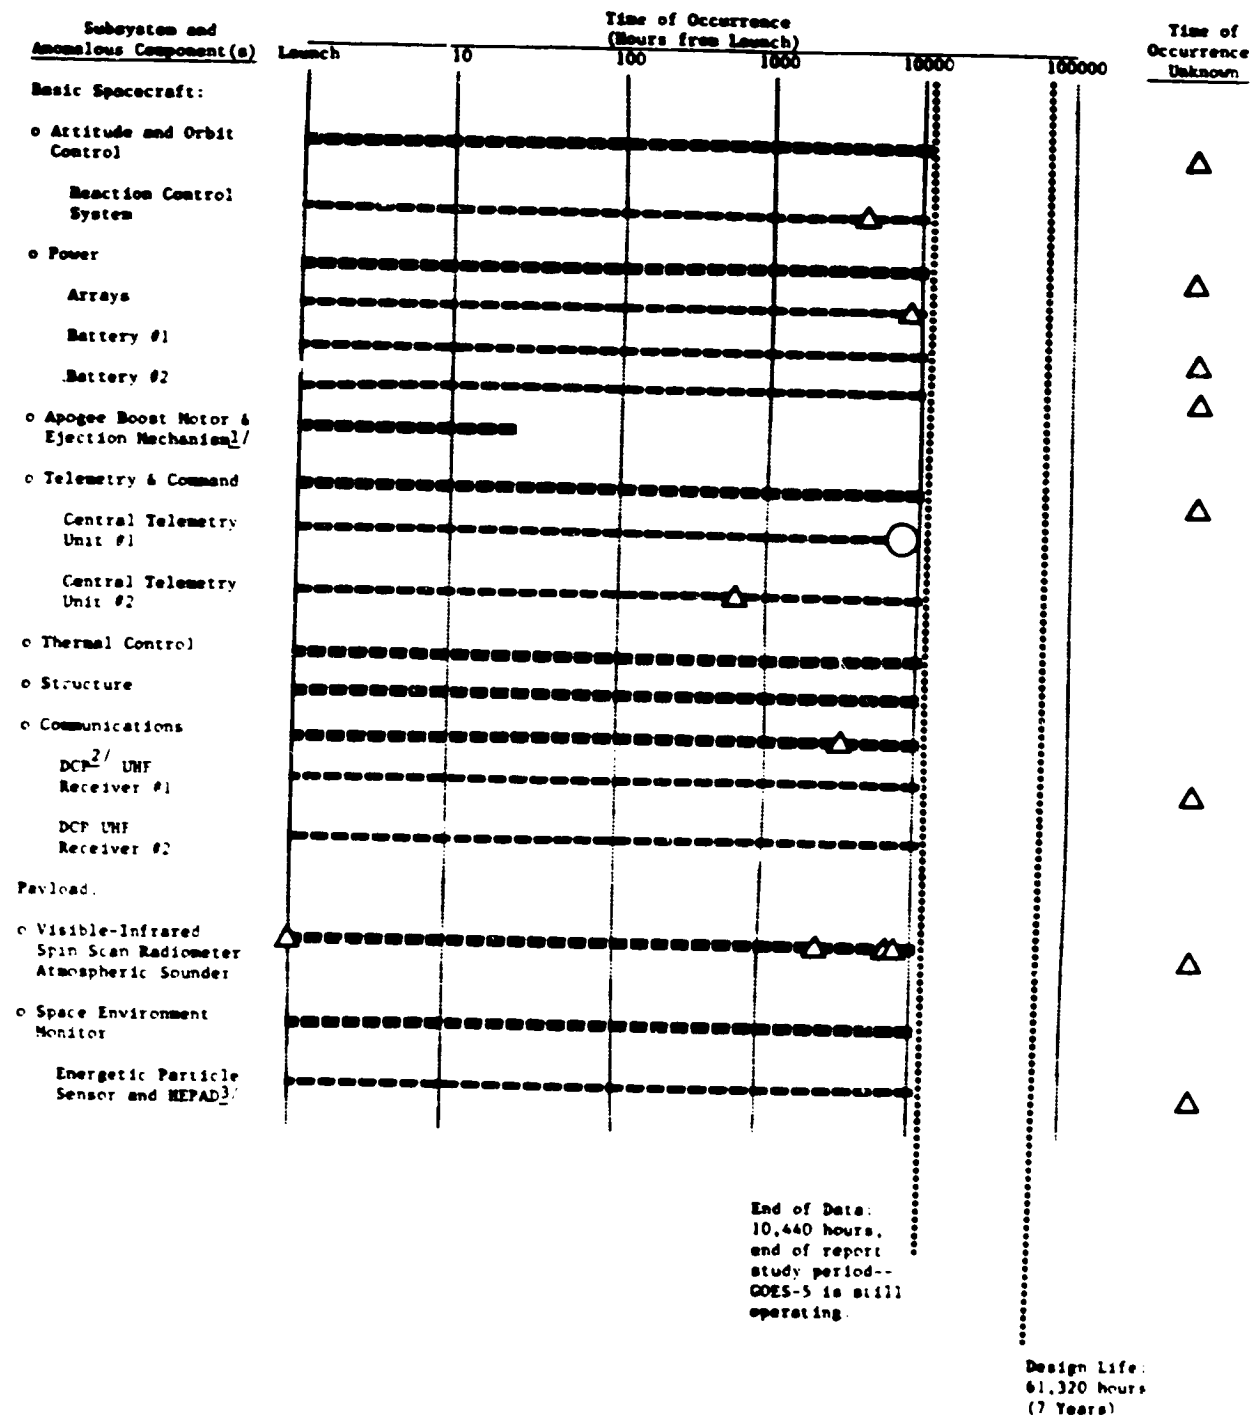 Subsystem and
Anomalous Component(s)
Time of Occurrence
(Hours from Launch)
Launch 10 100 1000 10000 100000
Time of
Occurrence
Unknown
Basic Spacecraft:
o Attitude and Orbit
Control
Reaction Control
System
o Power
Arrays
Battery #1
Battery #2
o Apogee Boost Motor &
Ejection Mechanism1/
o Telemetry & Command
Central Telemetry
Unit #1
Central Telemetry
Unit #2
o Thermal Control
o Structure
o Communications
DCP2/ UHF
Receiver #1
DCP UHF
Receiver #2
Payload:
o Visible-Infrared
Spin Scan Radiometer
Atmospheric Sounder
o Space Environment
Monitor
Energetic Particle
Sensor and HEPAD3/
End of Data:
10,440 hours,
end of report
study period--
GOES-5 is still
operating.
Design Life:
61,320 hours
(7 Years)